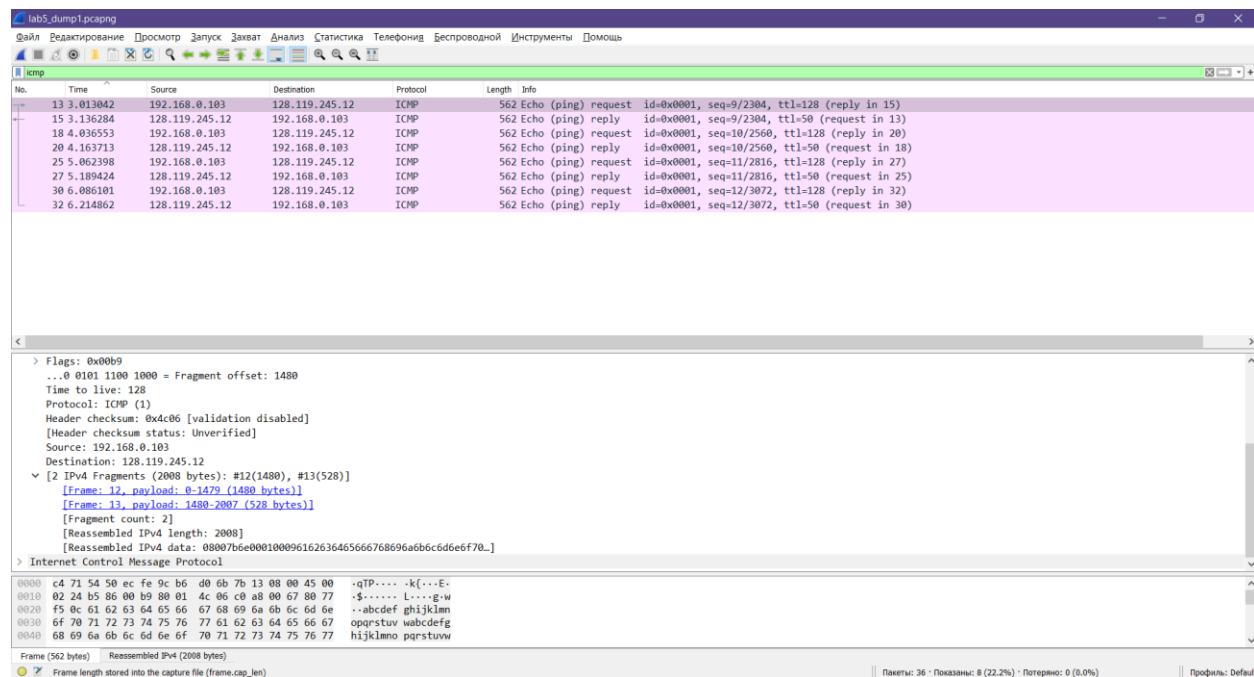 lab5_dump1.pcapng
Файл Редактирование Просмотр Запуск Захват Анализ Статистика Телефония Беспроводной Инструменты Помощь
icmp
No. Time Source Destination Protocol Length Info
13 3.013042 192.168.0.103 128.119.245.12 ICMP 562 Echo (ping) request id=0x0001, seq=9/2304, ttl=128 (reply in 15)
15 3.136284 128.119.245.12 192.168.0.103 ICMP 562 Echo (ping) reply id=0x0001, seq=9/2304, ttl=50 (request in 13)
18 4.036553 192.168.0.103 128.119.245.12 ICMP 562 Echo (ping) request id=0x0001, seq=10/2560, ttl=128 (reply in 20)
20 4.163713 128.119.245.12 192.168.0.103 ICMP 562 Echo (ping) reply id=0x0001, seq=10/2560, ttl=50 (request in 18)
25 5.062398 192.168.0.103 128.119.245.12 ICMP 562 Echo (ping) request id=0x0001, seq=11/2816, ttl=128 (reply in 27)
27 5.189424 128.119.245.12 192.168.0.103 ICMP 562 Echo (ping) reply id=0x0001, seq=11/2816, ttl=50 (request in 25)
30 6.086101 192.168.0.103 128.119.245.12 ICMP 562 Echo (ping) request id=0x0001, seq=12/3072, ttl=128 (reply in 32)
32 6.214862 128.119.245.12 192.168.0.103 ICMP 562 Echo (ping) reply id=0x0001, seq=12/3072, ttl=50 (request in 30)
> Flags: 0x00b9
...0 0101 1100 1000 = Fragment offset: 1480
Time to live: 128
Protocol: ICMP (1)
Header checksum: 0x4c06 [validation disabled]
[Header checksum status: Unverified]
Source: 192.168.0.103
Destination: 128.119.245.12
[2 IPv4 Fragments (2008 bytes): #12(1480), #13(528)]
[Frame: 12, payload: 0-1479 (1480 bytes)]
[Frame: 13, payload: 1480-2007 (528 bytes)]
[Fragment count: 2]
[Reassembled IPv4 length: 2008]
[Reassembled IPv4 data: 08007b6e000100096162636465666768696a6b6c6d6e6f70…]
> Internet Control Message Protocol
0000 c4 71 54 50 ec fe 9c b6 d0 6b 7b 13 08 00 45 00 ·qTP···· ·k{···E·
0010 02 24 b5 86 00 b9 80 01 4c 06 c0 a8 00 67 80 77 ·$······ L····g·w
0020 f5 0c 61 62 63 64 65 66 67 68 69 6a 6b 6c 6d 6e ··abcdef ghijklmn
0030 6f 70 71 72 73 74 75 76 77 61 62 63 64 65 66 67 opqrstuv wabcdefg
0040 68 69 6a 6b 6c 6d 6e 6f 70 71 72 73 74 75 76 77 hijklmno pqrstuvw
Frame (562 bytes) Reassembled IPv4 (2008 bytes)
Frame length stored into the capture file (frame.cap_len) Пакеты: 36 · Показаны: 8 (22.2%) · Потеряно: 0 (0.0%) Профиль: Defaul